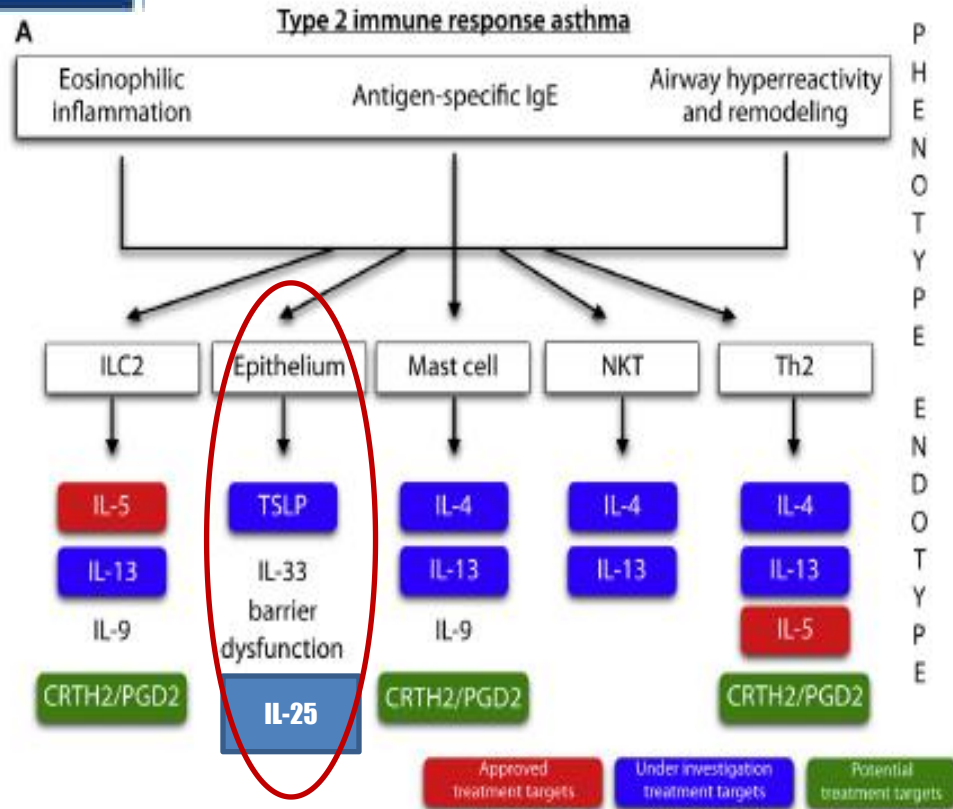 A
Type 2 immune response asthma
Eosinophilic
inflammation
Antigen-specific IgE
Airway hyperreactivity
and remodeling
PHENOTYPE
ILC2
Epithelium
Mast cell
NKT
Th2
ENDOTYPE
IL-5
IL-13
IL-9
CRTH2/PGD2
TSLP
IL-33
barrier
dysfunction
IL-25
IL-4
IL-13
IL-9
CRTH2/PGD2
IL-4
IL-13
IL-4
IL-13
IL-5
CRTH2/PGD2
Approved
treatment targets
Under investigation
treatment targets
Potential
treatment targets